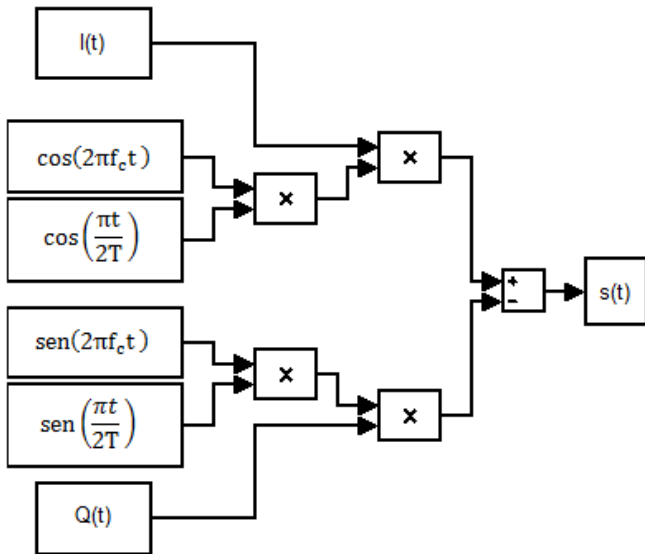 I(t)
cos(2πf_ct)
×
cos(πt/2T)
×
+
−
s(t)
sen(2πf_ct)
×
sen(πt/2T)
×
Q(t)